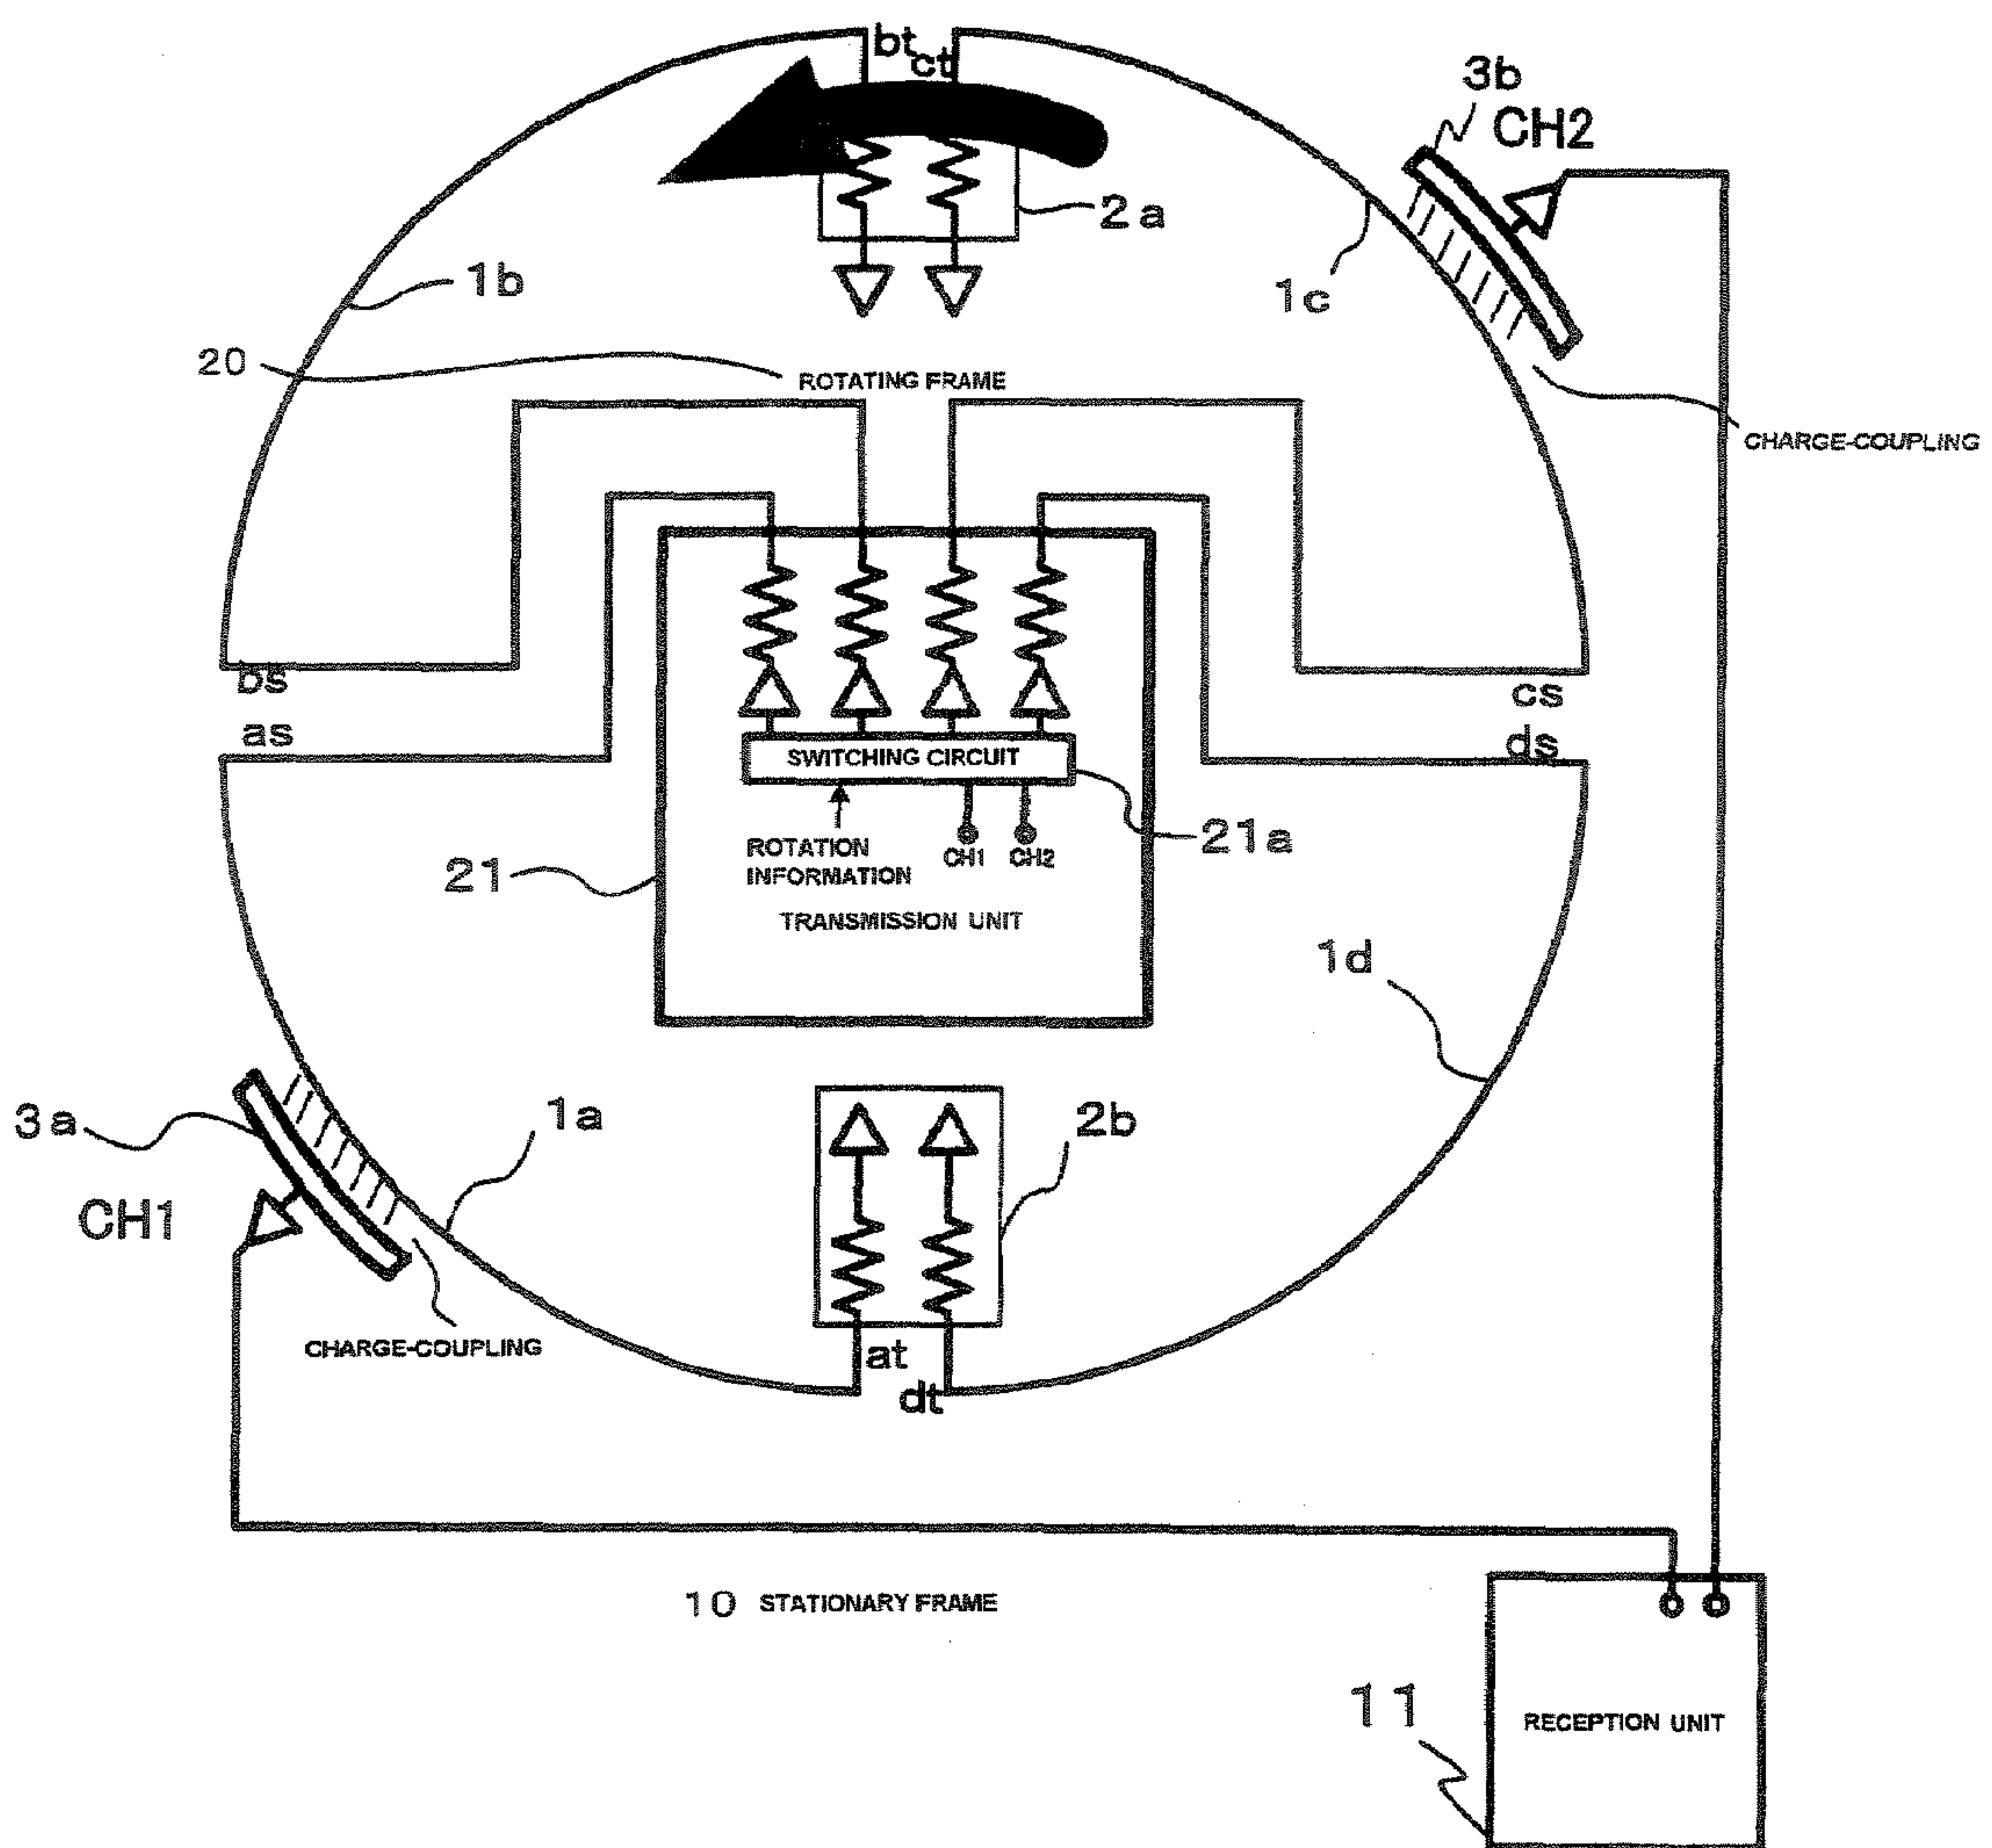 bt
ct
3b
CH2
2a
1b
1c
20
ROTATING FRAME
CHARGE-COUPLING
bs
cs
as
ds
SWITCHING CIRCUIT
21a
ROTATION
INFORMATION
CH1
CH2
21
TRANSMISSION UNIT
1d
3a
1a
2b
CH1
CHARGE-COUPLING
at
dt
10 STATIONARY FRAME
11
RECEPTION UNIT